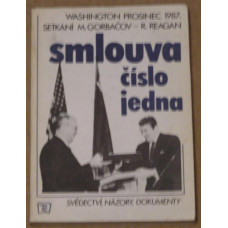 WASHINGTON PROSINEC 1987.
SETKÁNÍ M. GORBAČOV – R. REAGAN
smlouva
číslo
jedna
SVĚDECTVÍ, NÁZORY, DOKUMENTY